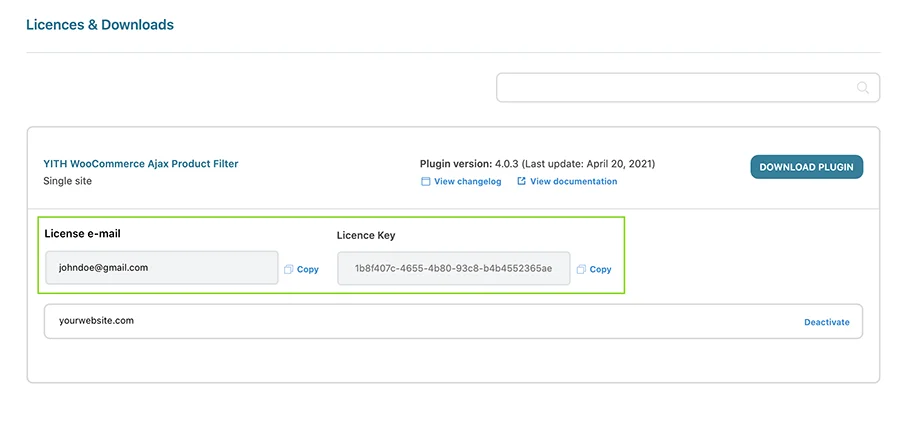 Licences & Downloads
YITH WooCommerce Ajax Product Filter
Single site
Plugin version: 4.0.3 (Last update: April 20, 2021)
View changelog
View documentation
DOWNLOAD PLUGIN
License e-mail
johndoe@gmail.com
Copy
Licence Key
1b8f407c-4655-4b80-93c8-b4b4552365ae
Copy
yourwebsite.com
Deactivate